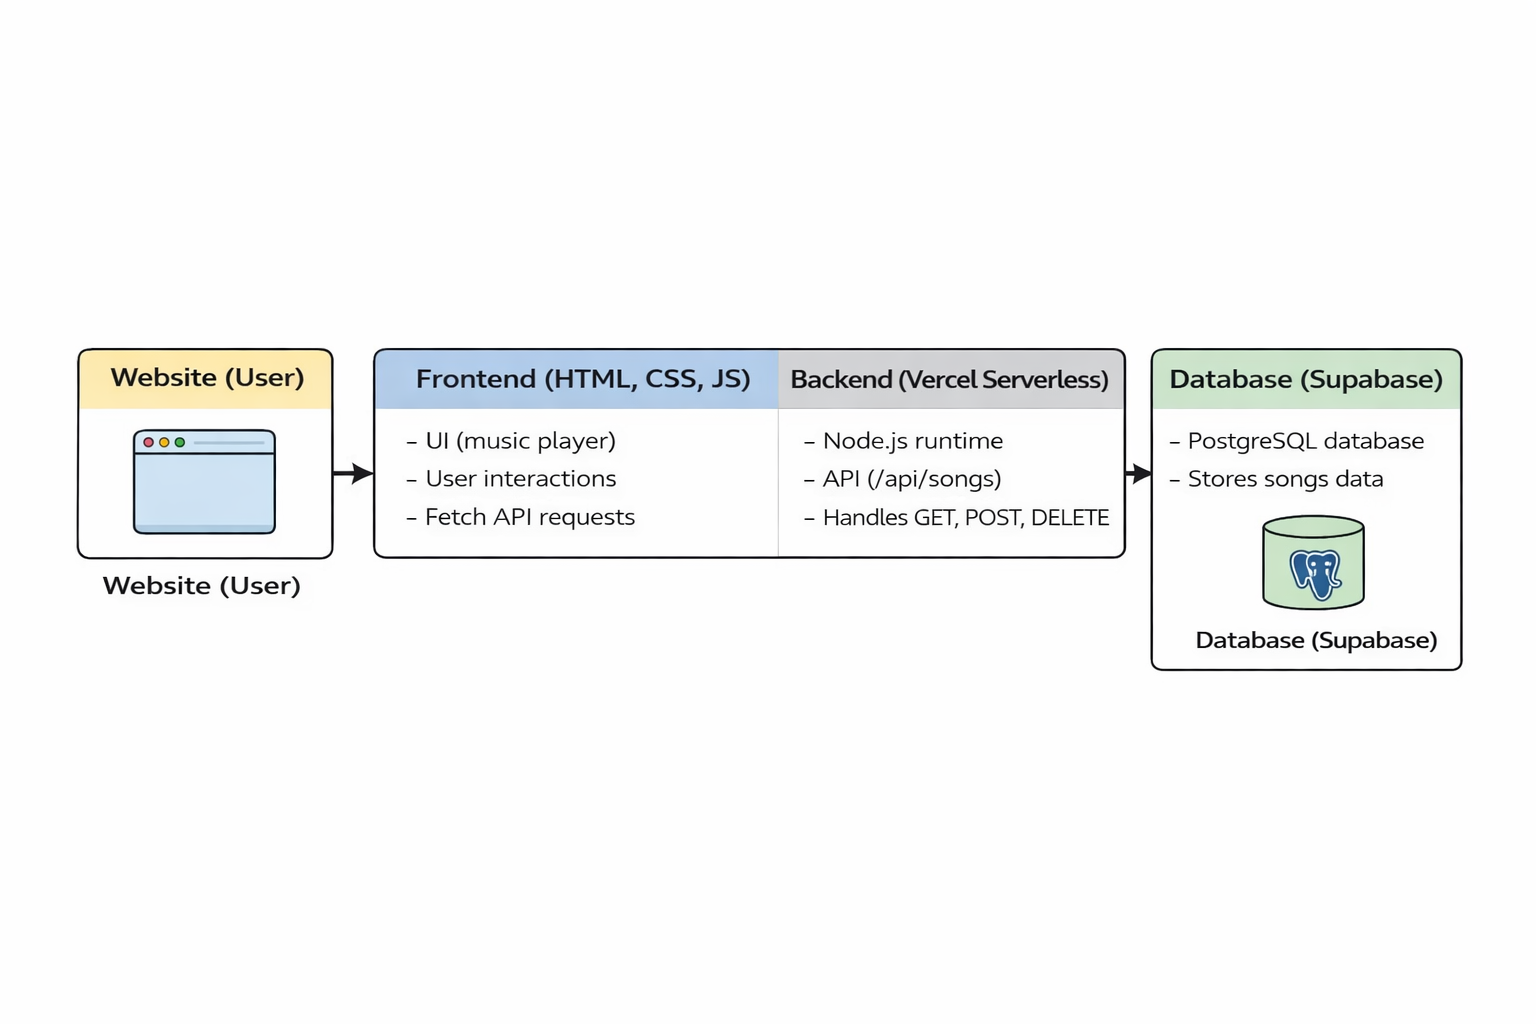 Website (User)
Website (User)
Frontend (HTML, CSS, JS)
– UI (music player)
– User interactions
– Fetch API requests
Backend (Vercel Serverless)
– Node.js runtime
– API (/api/songs)
– Handles GET, POST, DELETE
Database (Supabase)
– PostgreSQL database
– Stores songs data
Database (Supabase)